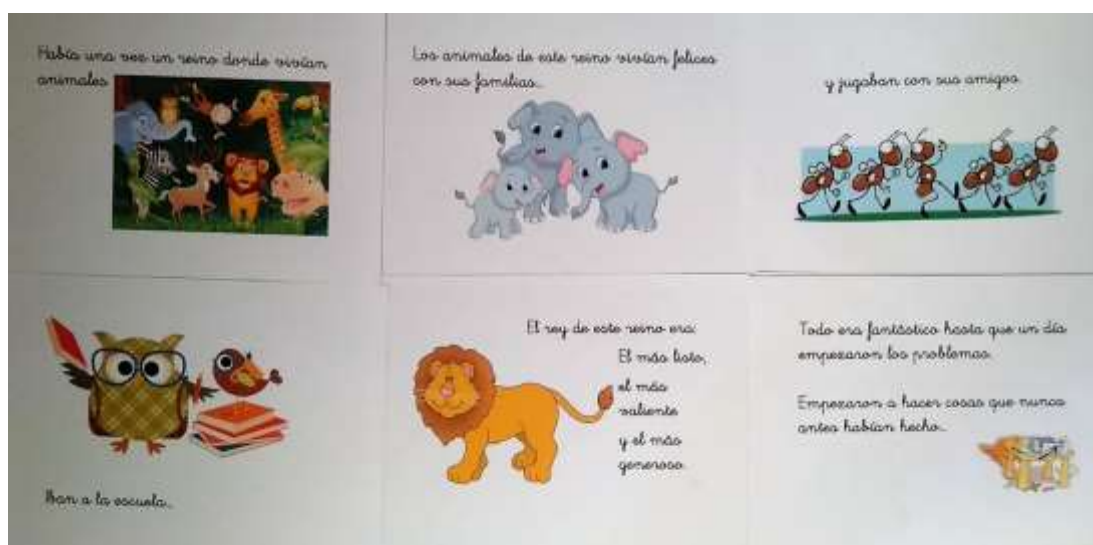 Había una vez un reino donde vivían
animales
Los animales de este reino vivían felices
con sus familias...
y jugaban con sus amigos.
Iban a la escuela...
El rey de este reino era:
El más listo,
el más
valiente
y el más
generoso.
Todo era fantástico hasta que un día
empezaron los problemas.
Empezaron a hacer cosas que nunca
antes habían hecho...